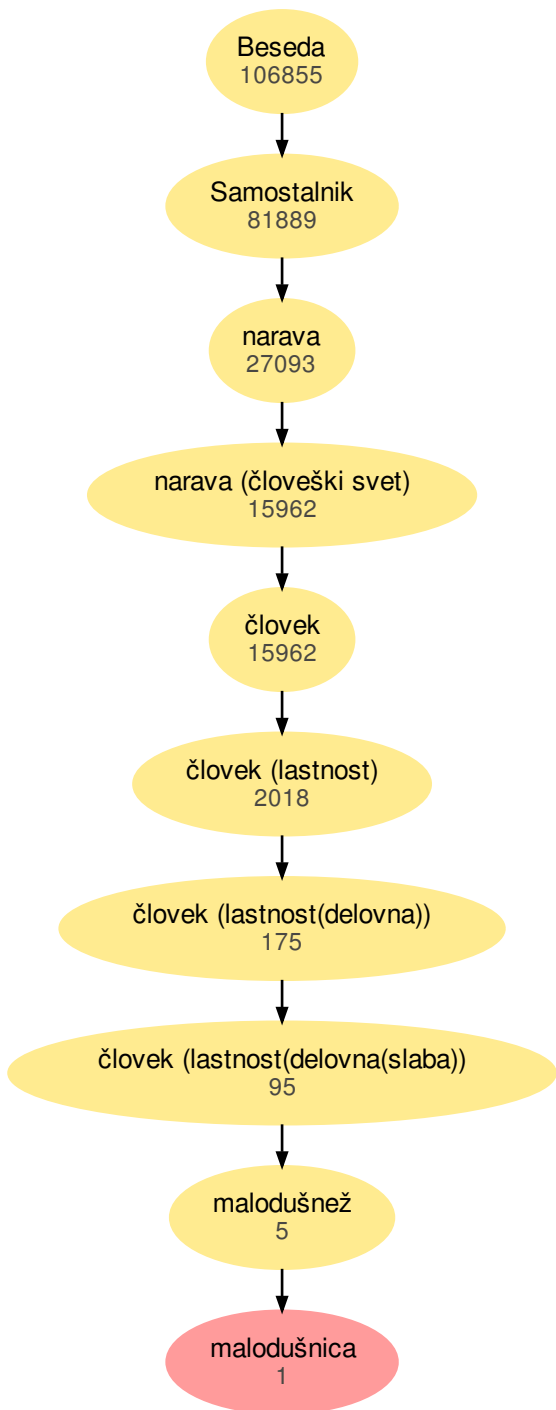 Beseda
106855
Samostalnik
81889
narava
27093
narava (človeški svet)
15962
človek
15962
človek (lastnost)
2018
človek (lastnost(delovna))
175
človek (lastnost(delovna(slaba))
95
malodušnež
5
malodušnica
1